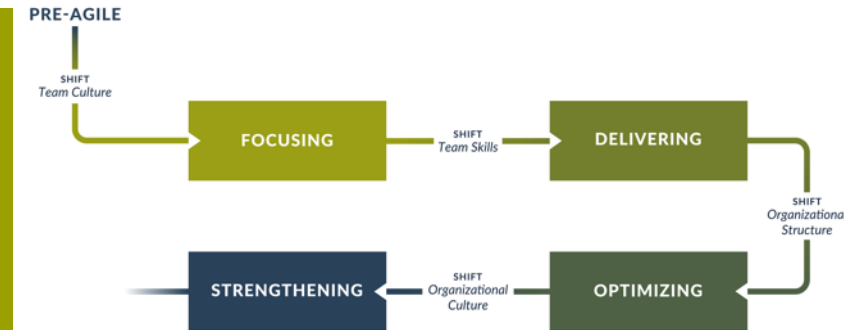 PRE-AGILE
SHIFT
Team Culture
FOCUSING
SHIFT
Team Skills
DELIVERING
SHIFT
Organizationa
Structure
STRENGTHENING
SHIFT
Organizational
Culture
OPTIMIZING